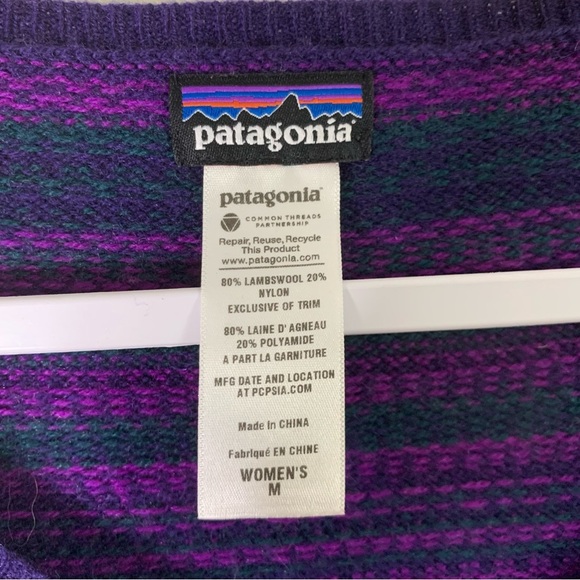 patagonia
patagonia
COMMON THREADS
PARTNERSHIP
Repair, Reuse, Recycle
This Product
www.patagonia.com
80% LAMBSWOOL 20%
NYLON
EXCLUSIVE OF TRIM
80% LAINE D'AGNEAU
20% POLYAMIDE
A PART LA GARNITURE
MFG DATE AND LOCATION
AT PCPSIA.COM
Made In CHINA
Fabriqué EN CHINE
WOMEN'S
M